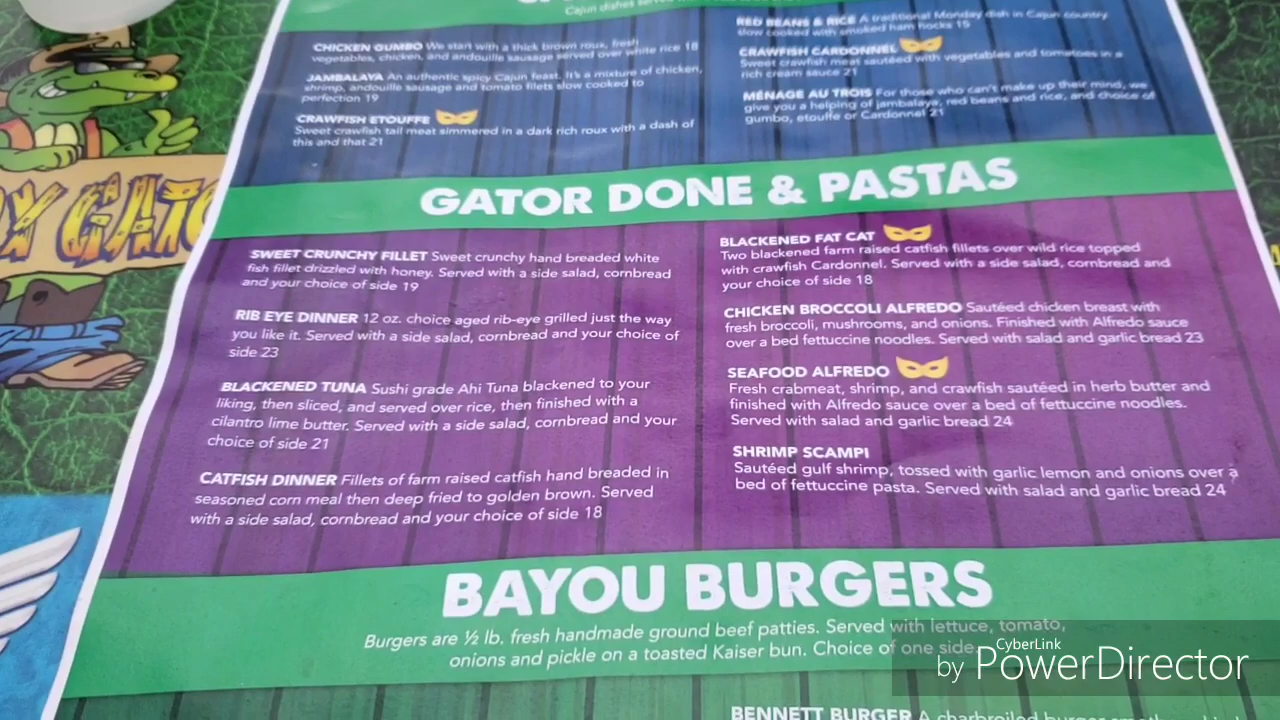 Cajun dishes
CHICKEN GUMBO We start with a thick brown roux, fresh
vegetables, chicken, and andouille sausage served over white rice 18
JAMBALAYA An authentic spicy Cajun feast. It's a mixture of chicken,
shrimp, andouille sausage and tomato filets slow cooked to
perfection 19
CRAWFISH ETOUFFE
Sweet crawfish tail meat simmered in a dark rich roux with a dash of
this and that 21
RED BEANS & RICE A traditional Monday dish in Cajun country
slow cooked with smoked ham hocks 15
CRAWFISH CARDONNEL
Sweet crawfish meat sautéed with vegetables and tomatoes in a
rich cream sauce 21
MÉNAGE AU TROIS For those who can't make up their mind, we
give you a helping of jambalaya, red beans and rice, and choice of
gumbo, etouffe or Cardonnel 21
GATOR DONE & PASTAS
SWEET CRUNCHY FILLET Sweet crunchy hand breaded white
fish fillet drizzled with honey. Served with a side salad, cornbread
and your choice of side 19
RIB EYE DINNER 12 oz. choice aged rib-eye grilled just the way
you like it. Served with a side salad, cornbread and your choice of
side 23
BLACKENED TUNA Sushi grade Ahi Tuna blackened to your
liking, then sliced, and served over rice, then finished with a
cilantro lime butter. Served with a side salad, cornbread and your
choice of side 21
CATFISH DINNER Fillets of farm raised catfish hand breaded in
seasoned corn meal then deep fried to golden brown. Served
with a side salad, cornbread and your choice of side 18
BLACKENED FAT CAT
Two blackened farm raised catfish fillets over wild rice topped
with crawfish Cardonnel. Served with a side salad, cornbread and
your choice of side 18
CHICKEN BROCCOLI ALFREDO Sautéed chicken breast with
fresh broccoli, mushrooms, and onions. Finished with Alfredo sauce
over a bed fettuccine noodles. Served with salad and garlic bread 23
SEAFOOD ALFREDO
Fresh crabmeat, shrimp, and crawfish sautéed in herb butter and
finished with Alfredo sauce over a bed of fettuccine noodles.
Served with salad and garlic bread 24
SHRIMP SCAMPI
Sautéed gulf shrimp, tossed with garlic lemon and onions over a
bed of fettuccine pasta. Served with salad and garlic bread 24
BAYOU BURGERS
Burgers are ½ lb. fresh handmade ground beef patties. Served with lettuce, tomato,
onions and pickle on a toasted Kaiser bun. Choice of one side.
BENNETT BURGER A charbroiled burger
by CyberLink PowerDirector